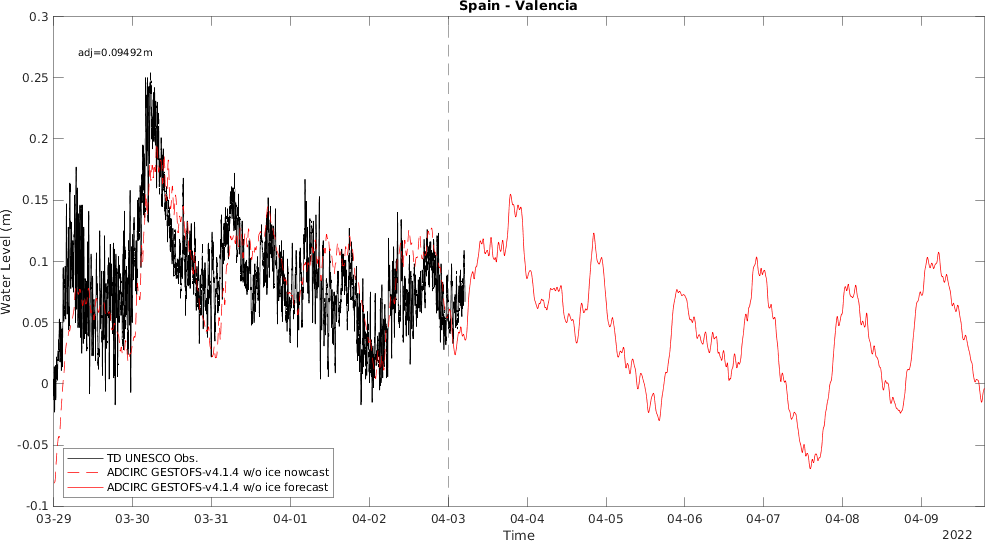 Spain - Valencia
adj=0.09492m
0.3
0.25
0.2
0.15
0.1
0.05
0
-0.05
-0.1
Water Level (m)
TD UNESCO Obs.
ADCIRC GESTOFS-v4.1.4 w/o ice nowcast
ADCIRC GESTOFS-v4.1.4 w/o ice forecast
03-29 03-30 03-31 04-01 04-02 04-03 04-04 04-05 04-06 04-07 04-08 04-09
Time
2022